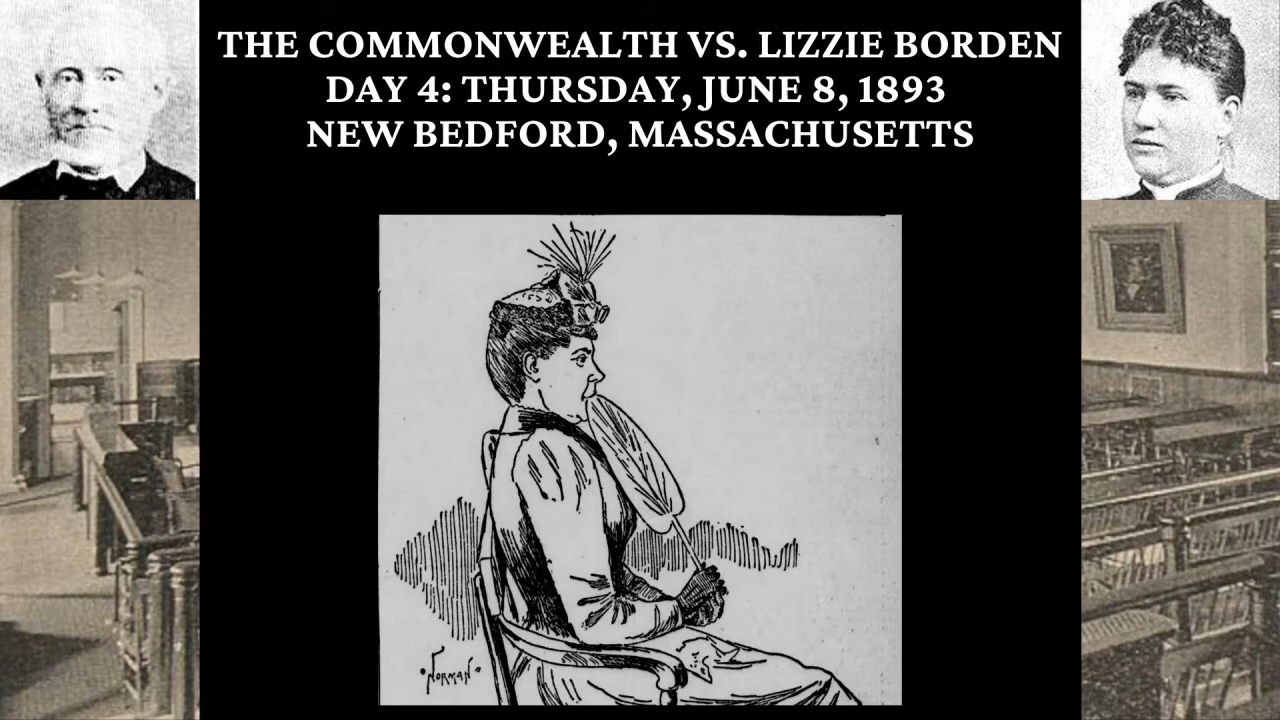 THE COMMONWEALTH VS. LIZZIE BORDEN
DAY 4: THURSDAY, JUNE 8, 1893
NEW BEDFORD, MASSACHUSETTS
·NORMAN·